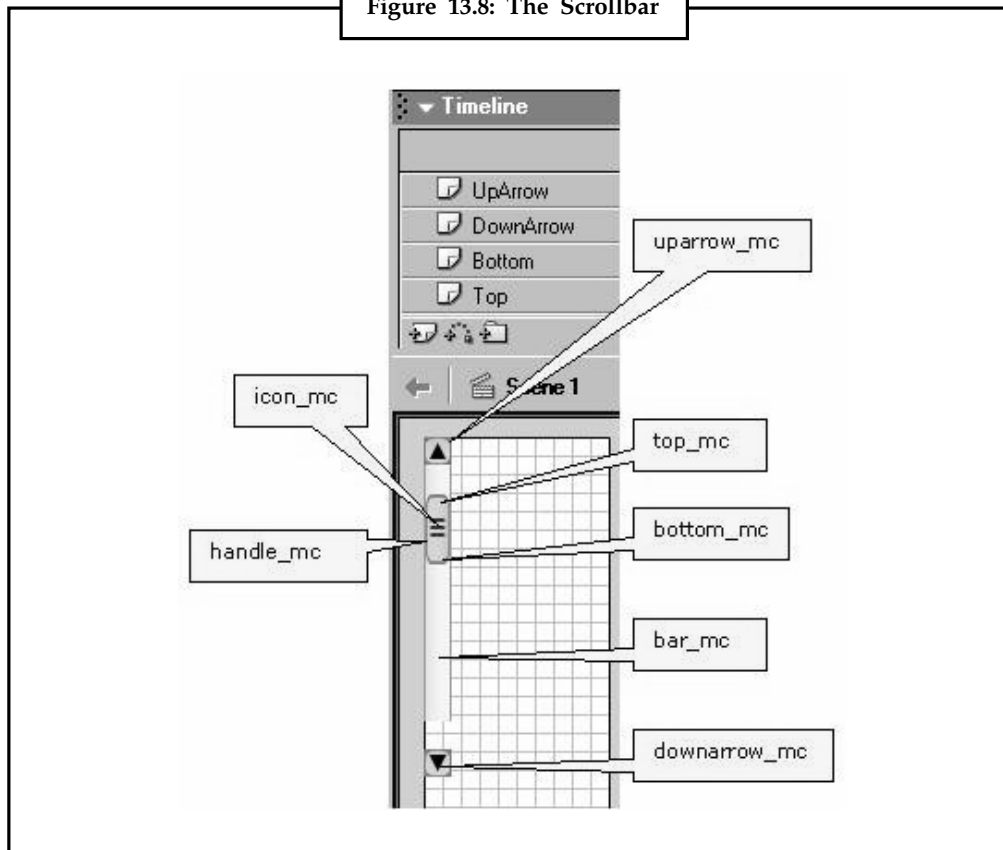 Figure 13.8: The Scrollbar
Timeline
UpArrow
DownArrow
Bottom
Top
uparrow_mc
Scene 1
icon_mc
top_mc
handle_mc
bottom_mc
bar_mc
downarrow_mc